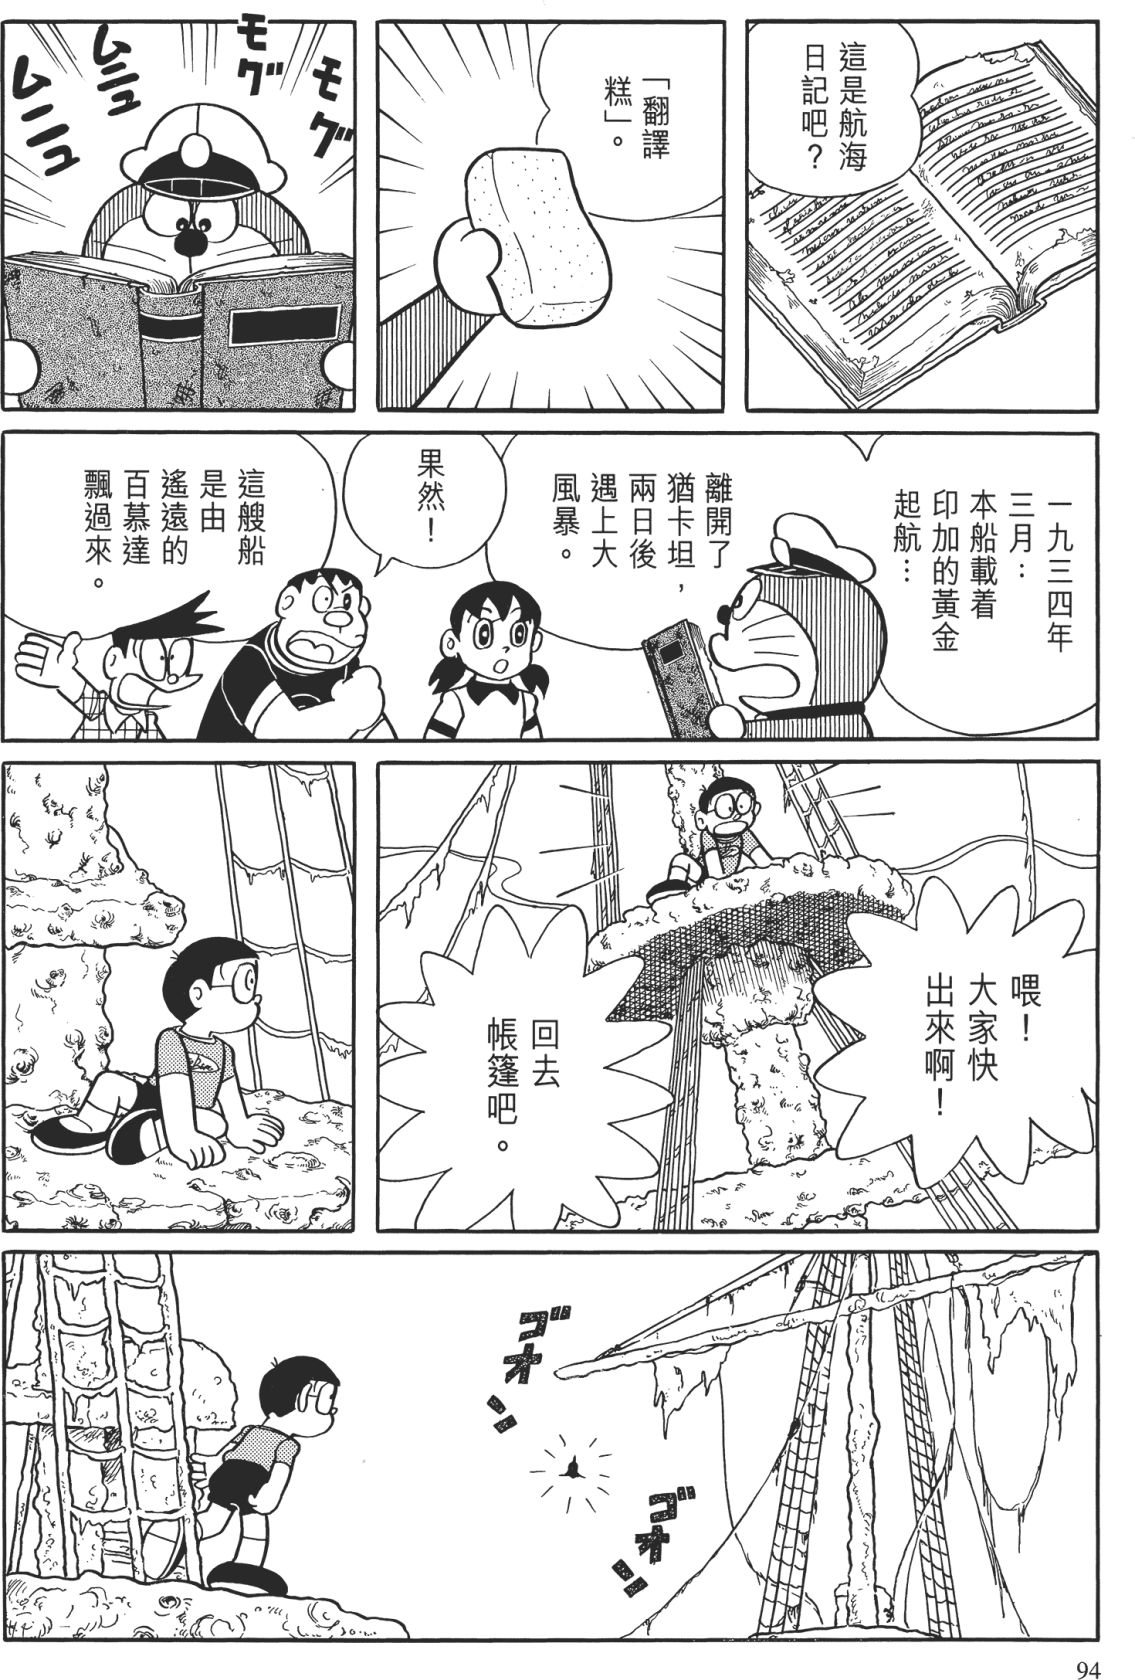 這是航海
日記吧？
「翻譯
糕」。
モグ
モグ
ムニュ
ムニュ
一九三四年
三月：
本船載着
印加的黃金
起航…
離開了
猶卡坦，
兩日後
遇上大
風暴。
果然！
這艘船
是由
遙遠的
百慕達
飄過來。
喂！
大家快
出來啊！
回去
帳篷吧。
ゴオーッ
ゴオーッ
94